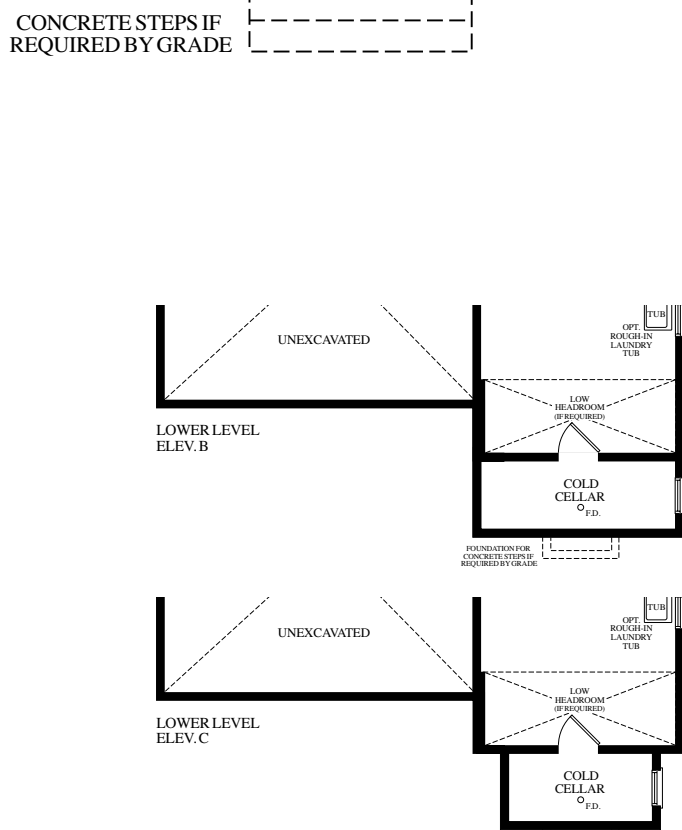 CONCRETE STEPS IF
REQUIRED BY GRADE
UNEXCAVATED
TUB
OPT.
ROUGH-IN
LAUNDRY
TUB
LOW
HEADROOM
(IF REQUIRED)
LOWER LEVEL
ELEV. B
COLD
CELLAR
F.D.
FOUNDATION FOR
CONCRETE STEPS IF
REQUIRED BY GRADE
UNEXCAVATED
TUB
OPT.
ROUGH-IN
LAUNDRY
TUB
LOW
HEADROOM
(IF REQUIRED)
LOWER LEVEL
ELEV. C
COLD
CELLAR
F.D.